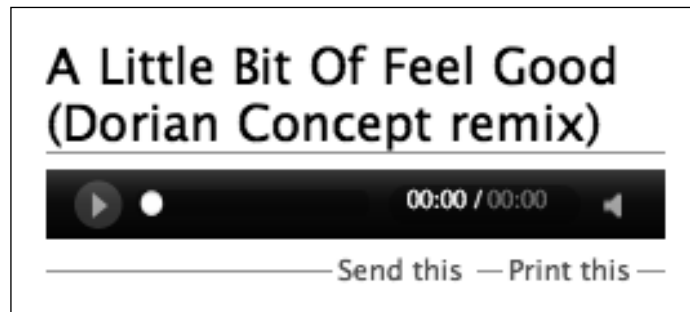 A Little Bit Of Feel Good
(Dorian Concept remix)
00:00 / 00:00
Send this Print this